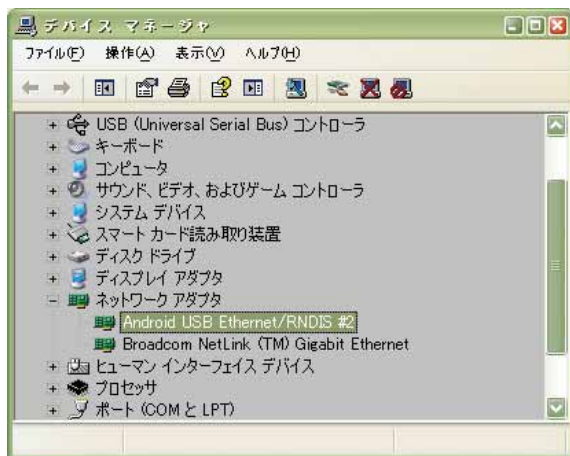 デバイス マネージャ
ファイル(F) 操作(A) 表示(V) ヘルプ(H)
USB (Universal Serial Bus) コントローラ
キーボード
コンピュータ
サウンド、ビデオ、およびゲーム コントローラ
システム デバイス
スマート カード読み取り装置
ディスク ドライブ
ディスプレイ アダプタ
ネットワーク アダプタ
Android USB Ethernet/RNDIS #2
Broadcom NetLink (TM) Gigabit Ethernet
ヒューマン インターフェイス デバイス
プロセッサ
ポート (COM と LPT)